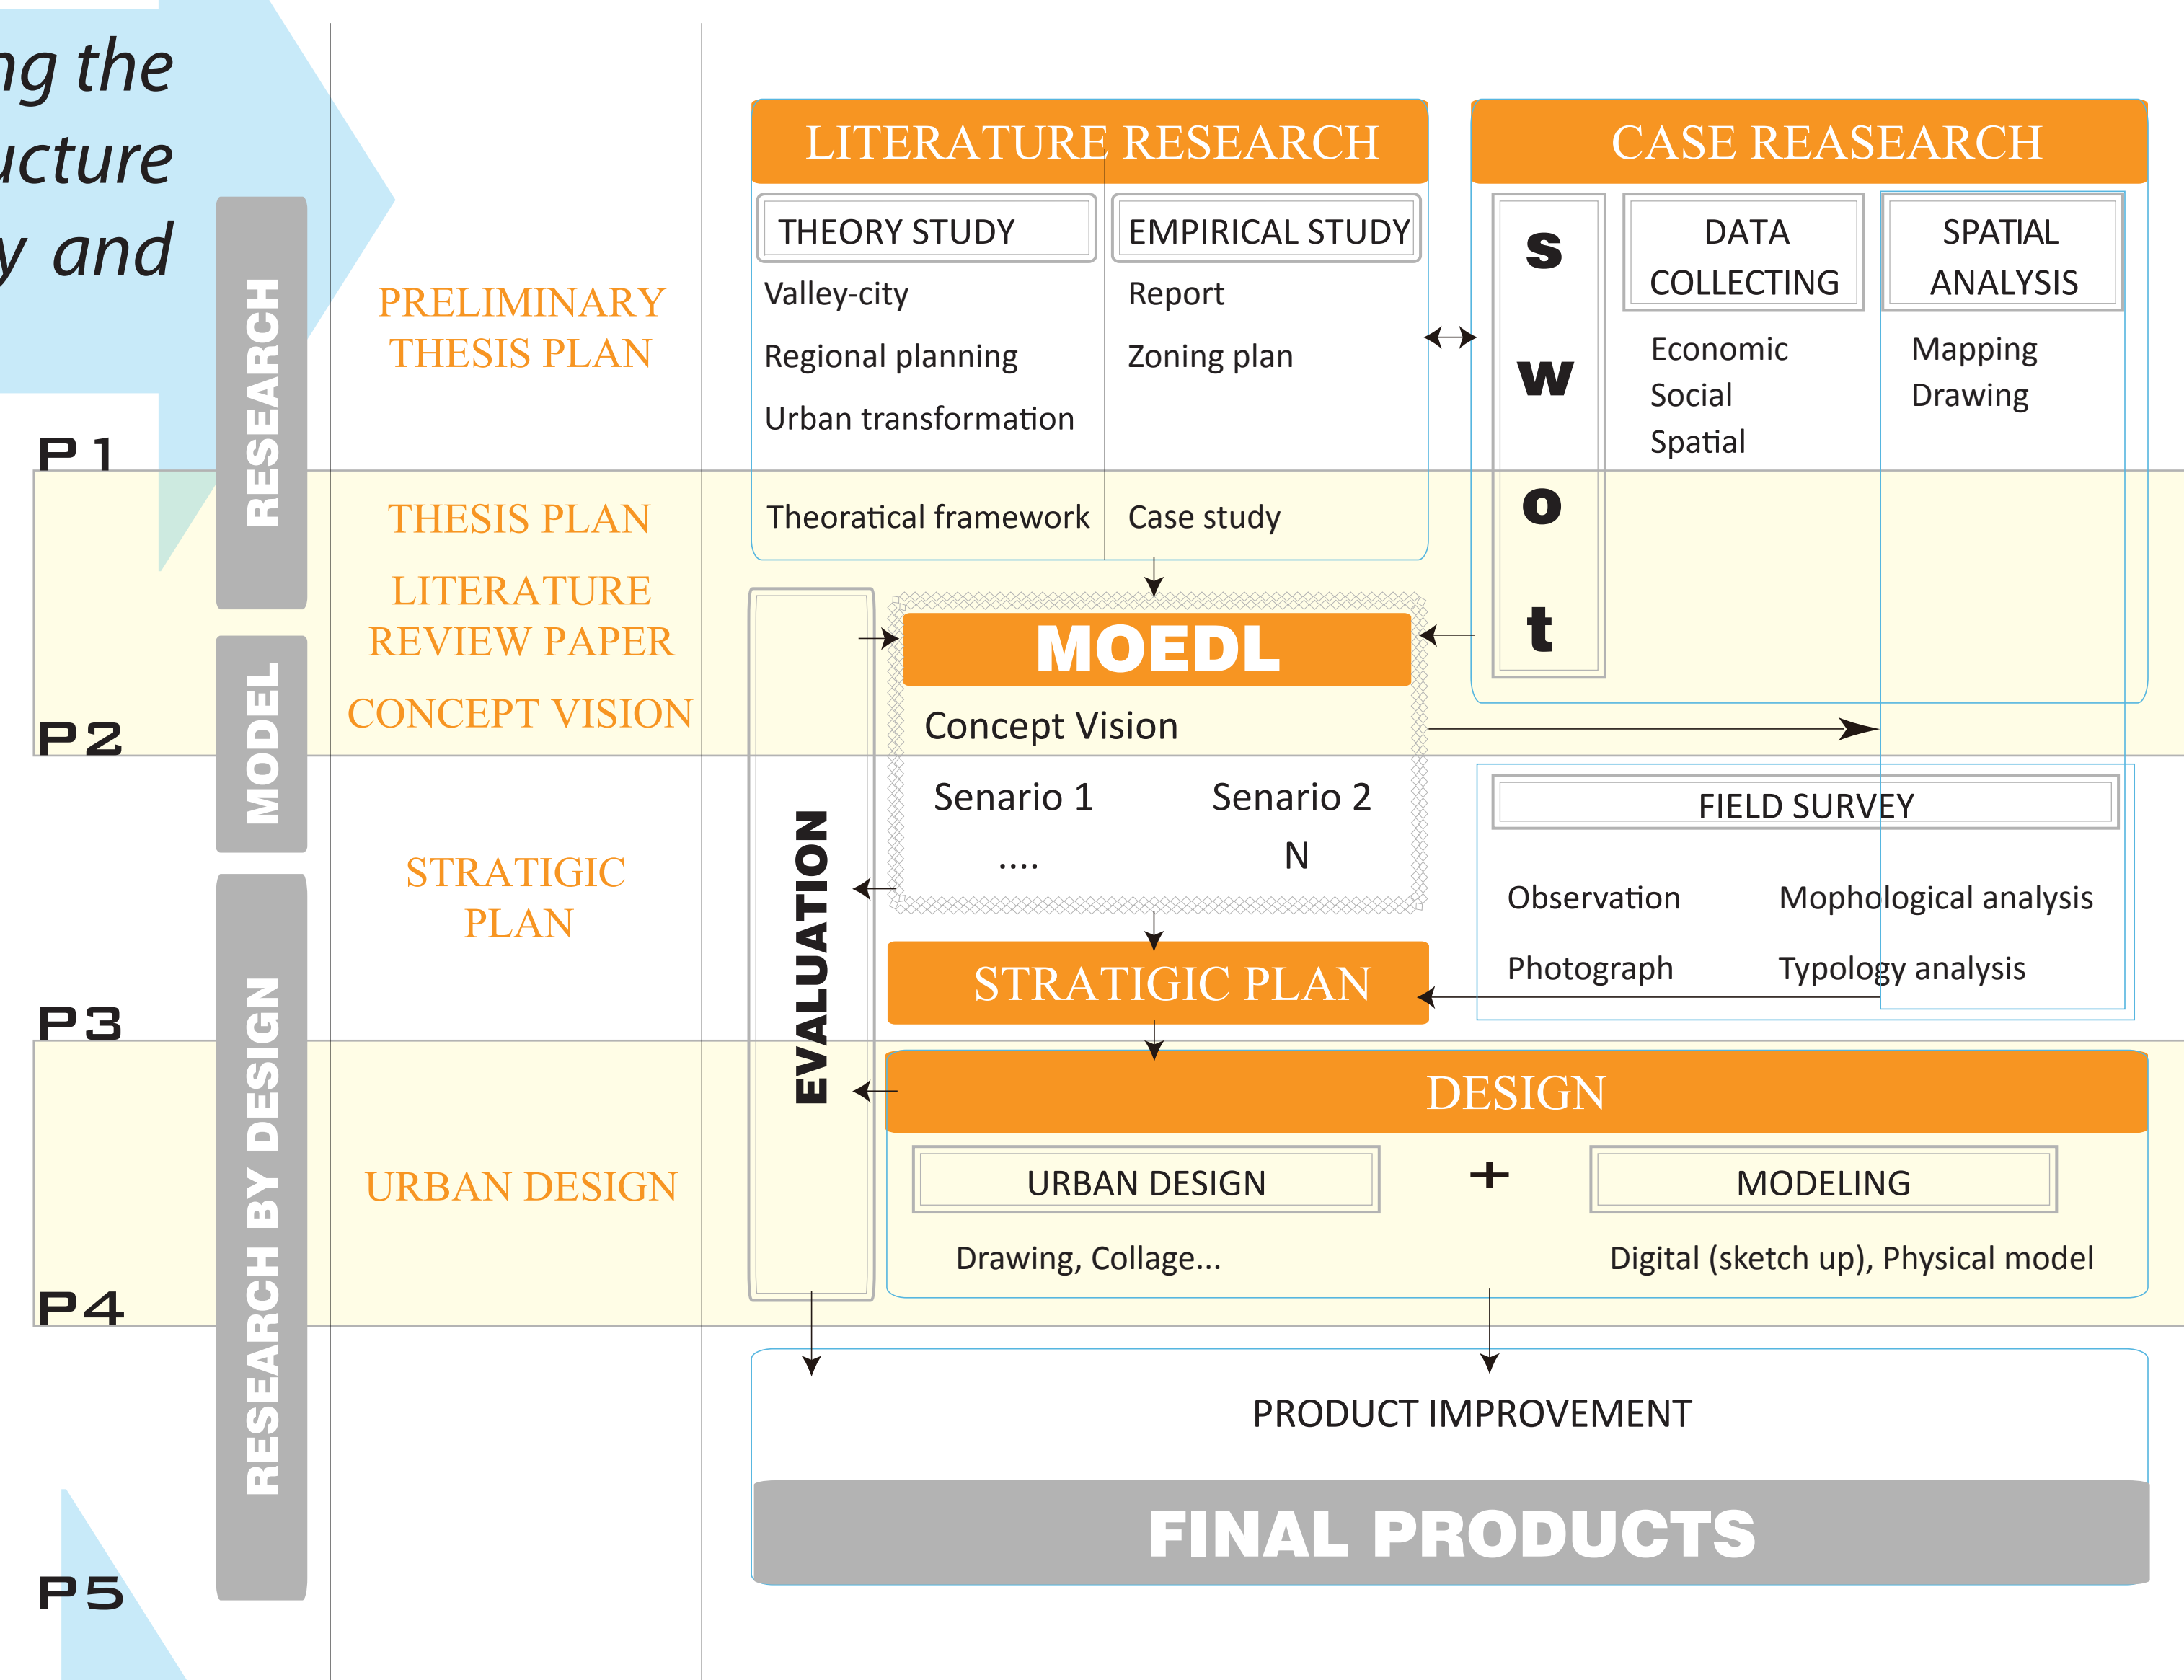 ng the
ucture
y and
RESEARCH
MODEL
RESEARCH BY DESIGN
P1
P2
P3
P4
P5
PRELIMINARY
THESIS PLAN
THESIS PLAN
LITERATURE
REVIEW PAPER
CONCEPT VISION
STRATIGIC
PLAN
URBAN DESIGN
LITERATURE RESEARCH
THEORY STUDY
Valley-city
Regional planning
Urban transformation
Theoratical framework
EMPIRICAL STUDY
Report
Zoning plan
Case study
CASE REASEARCH
s
w
o
t
DATA
COLLECTING
Economic
Social
Spatial
SPATIAL
ANALYSIS
Mapping
Drawing
EVALUATION
MOEDL
Concept Vision
Senario 1 Senario 2
.... N
FIELD SURVEY
Observation Mophological analysis
Photograph Typology analysis
STRATIGIC PLAN
DESIGN
URBAN DESIGN + MODELING
Drawing, Collage... Digital (sketch up), Physical model
PRODUCT IMPROVEMENT
FINAL PRODUCTS